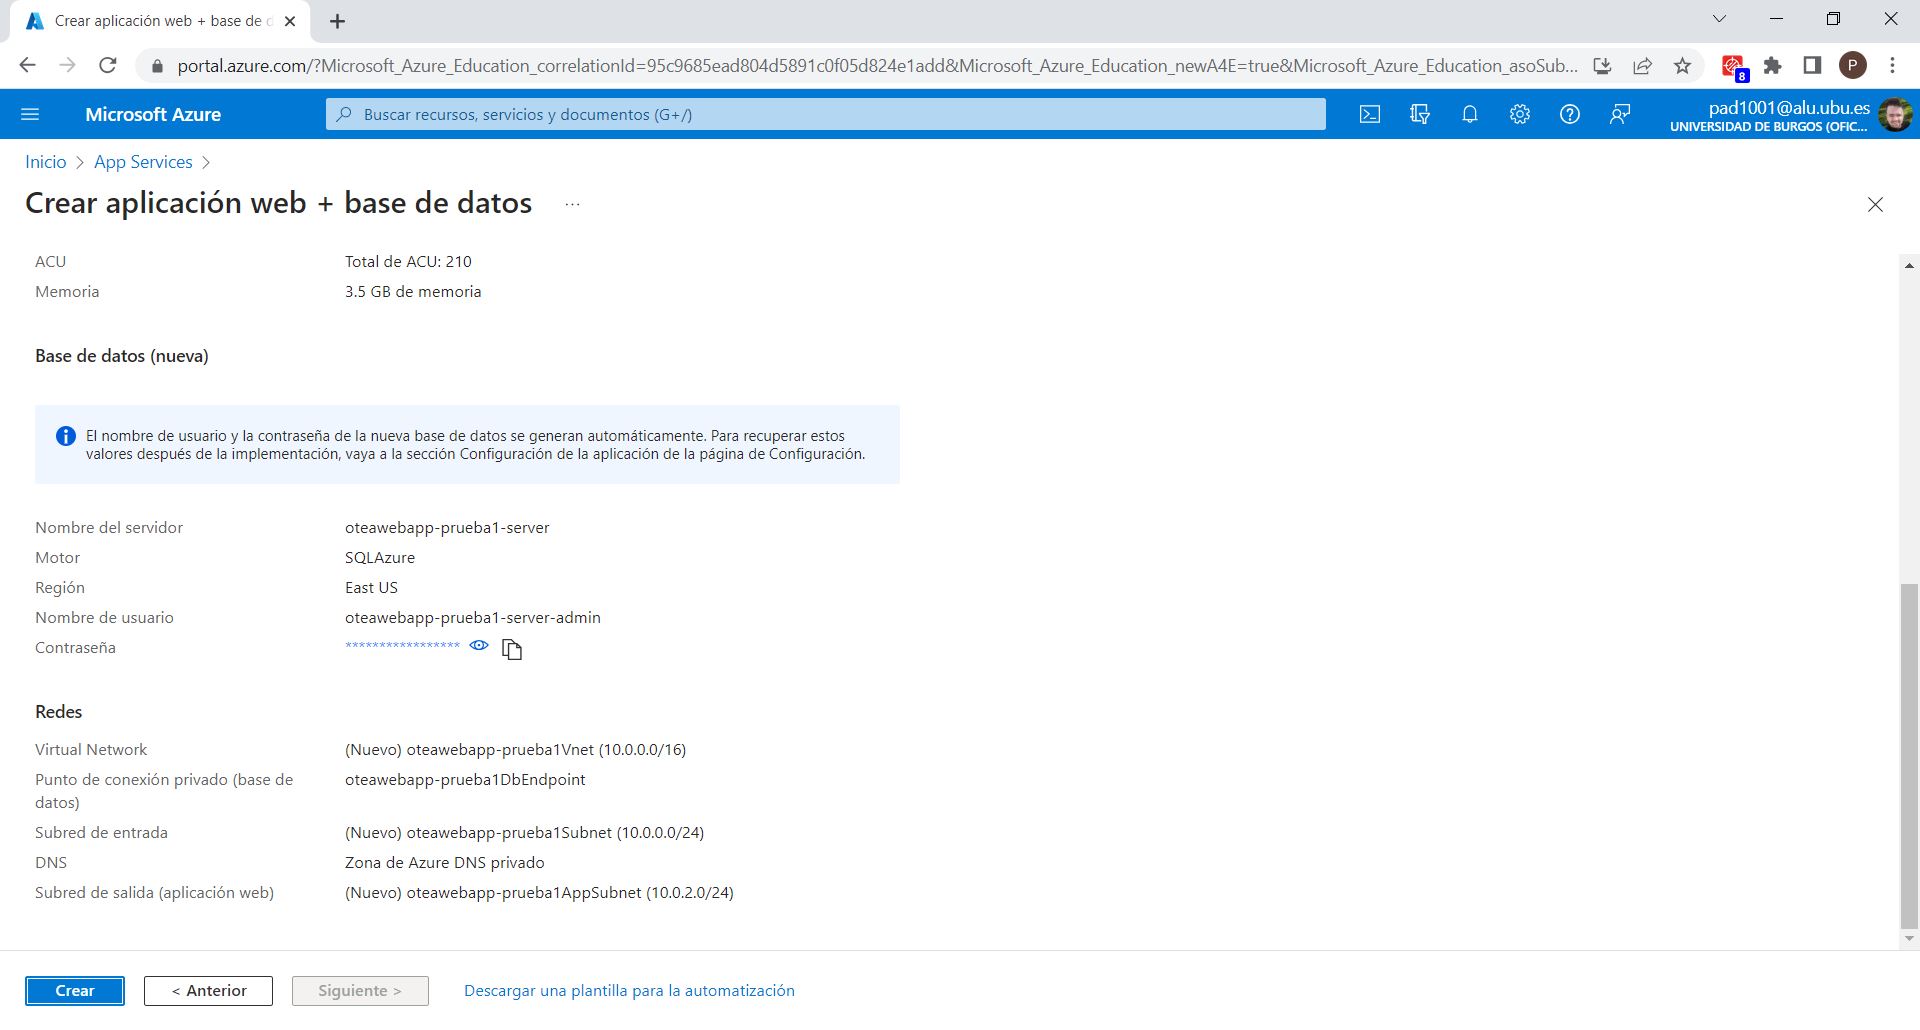 Crear aplicación web + base de d
portal.azure.com/?Microsoft_Azure_Education_correlationId=95c9685ead804d5891c0f05d824e1add&Microsoft_Azure_Education_newA4E=true&Microsoft_Azure_Education_asoSub...
8
P
Microsoft Azure
Buscar recursos, servicios y documentos (G+/)
pad1001@alu.ubu.es
UNIVERSIDAD DE BURGOS (OFIC...
Inicio > App Services >
Crear aplicación web + base de datos ...
ACU Total de ACU: 210
Memoria 3.5 GB de memoria
Base de datos (nueva)
El nombre de usuario y la contraseña de la nueva base de datos se generan automáticamente. Para recuperar estos
valores después de la implementación, vaya a la sección Configuración de la aplicación de la página de Configuración.
Nombre del servidor oteawebapp-prueba1-server
Motor SQLAzure
Región East US
Nombre de usuario oteawebapp-prueba1-server-admin
Contraseña *****************
Redes
Virtual Network (Nuevo) oteawebapp-prueba1Vnet (10.0.0.0/16)
Punto de conexión privado (base de oteawebapp-prueba1DbEndpoint
datos)
Subred de entrada (Nuevo) oteawebapp-prueba1Subnet (10.0.0.0/24)
DNS Zona de Azure DNS privado
Subred de salida (aplicación web) (Nuevo) oteawebapp-prueba1AppSubnet (10.0.2.0/24)
Crear < Anterior Siguiente > Descargar una plantilla para la automatización